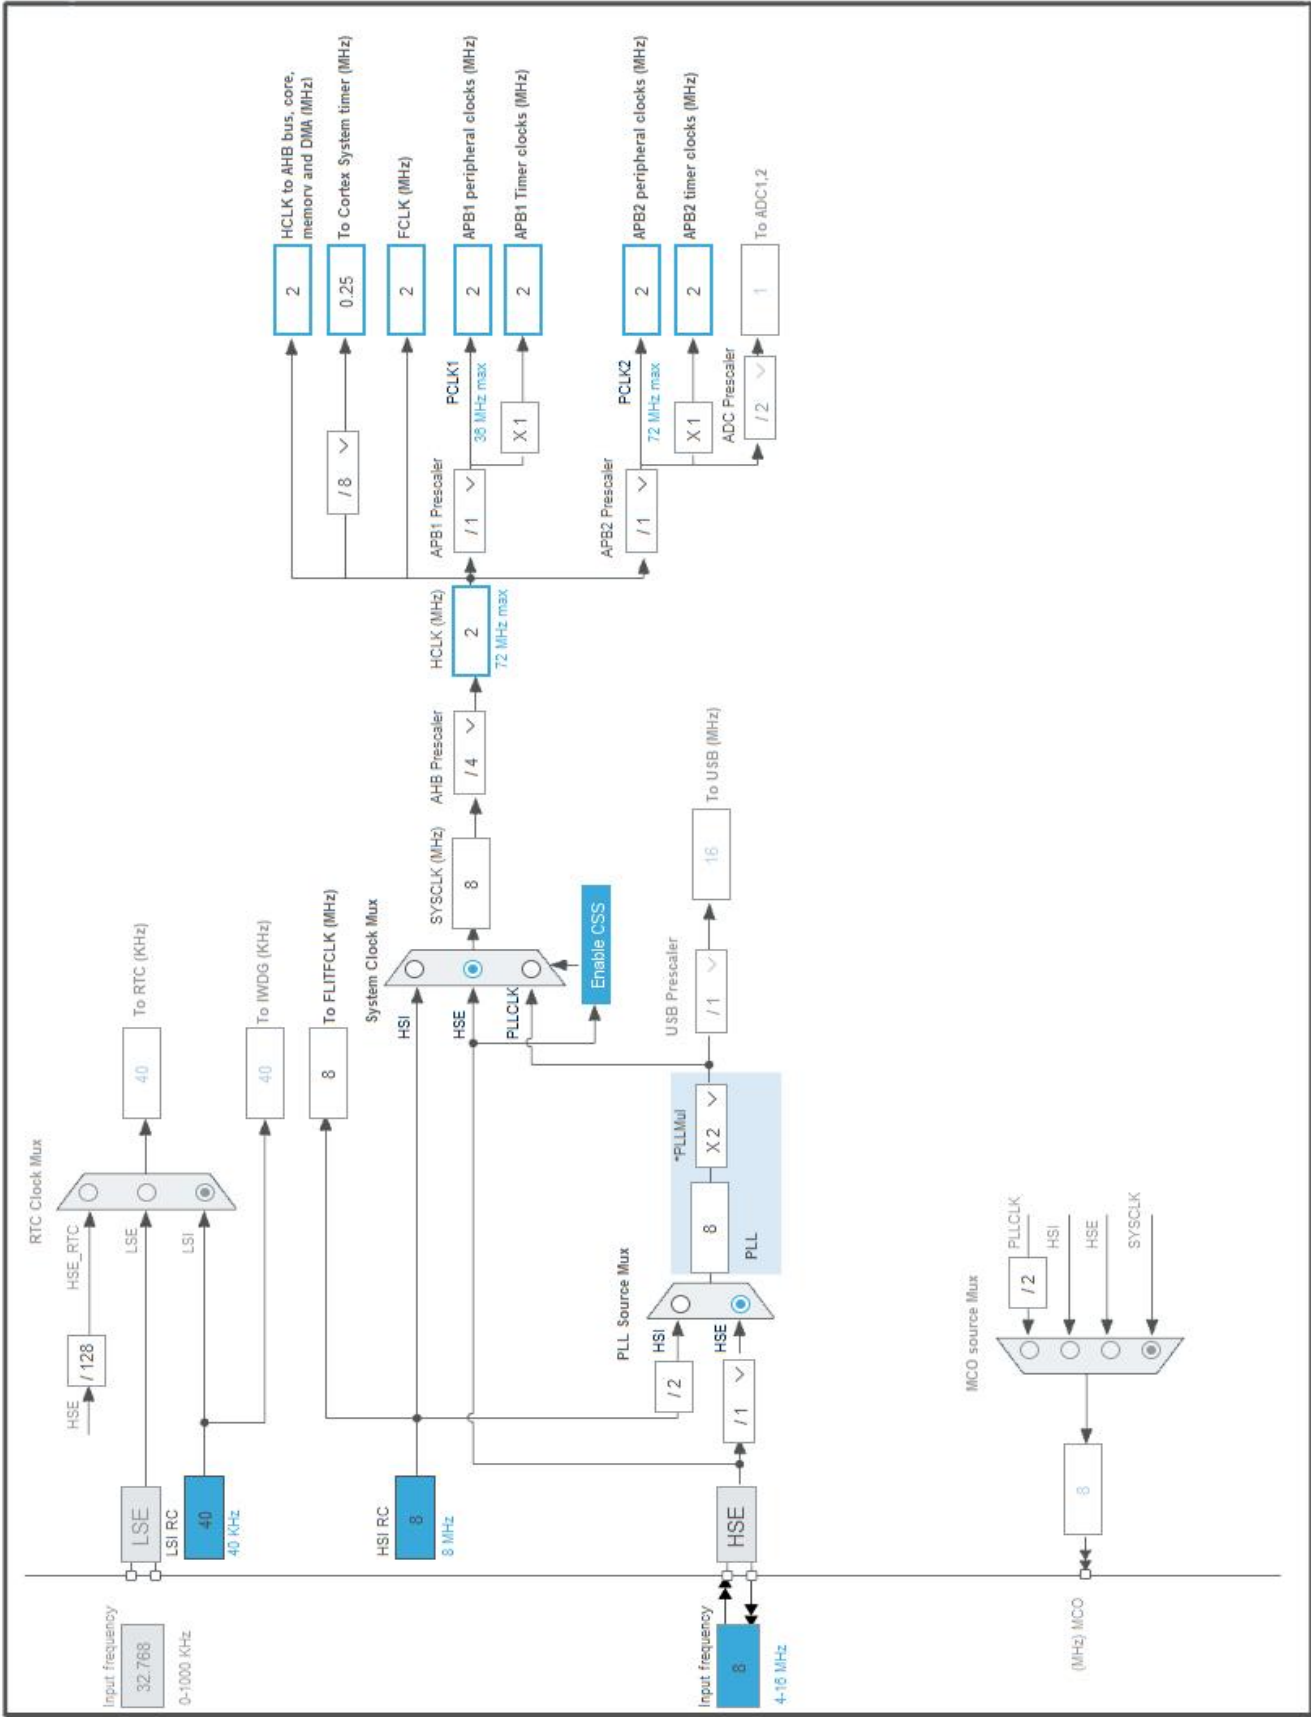 RTC Clock Mux
HSE
/ 128
HSE_RTC
Input frequency
32.768
0-1000 KHz
LSE
LSE
To RTC (KHz)
40
LSI RC
40
40 KHz
LSI
40
To IWDG (KHz)
8
To FLITFCLK (MHz)
HSI RC
8
8 MHz
System Clock Mux
HSI
HSE
PLLCLK
Enable CSS
SYSCLK (MHz)
8
AHB Prescaler
/ 4
HCLK (MHz)
2
72 MHz max
2
HCLK to AHB bus, core,
memory and DMA (MHz)
/ 8
0.25
To Cortex System timer (MHz)
2
FCLK (MHz)
APB1 Prescaler
/ 1
PCLK1
36 MHz max
2
APB1 peripheral clocks (MHz)
X 1
2
APB1 Timer clocks (MHz)
APB2 Prescaler
/ 1
PCLK2
72 MHz max
2
APB2 peripheral clocks (MHz)
X 1
2
APB2 timer clocks (MHz)
ADC Prescaler
/ 2
1
To ADC1,2
PLL Source Mux
/ 2
HSI
Input frequency
8
4-16 MHz
HSE
/ 1
HSE
8
*PLLMul
X 2
PLL
USB Prescaler
/ 1
16
To USB (MHz)
MCO source Mux
(MHz) MCO
8
/ 2
PLLCLK
HSI
HSE
SYSCLK